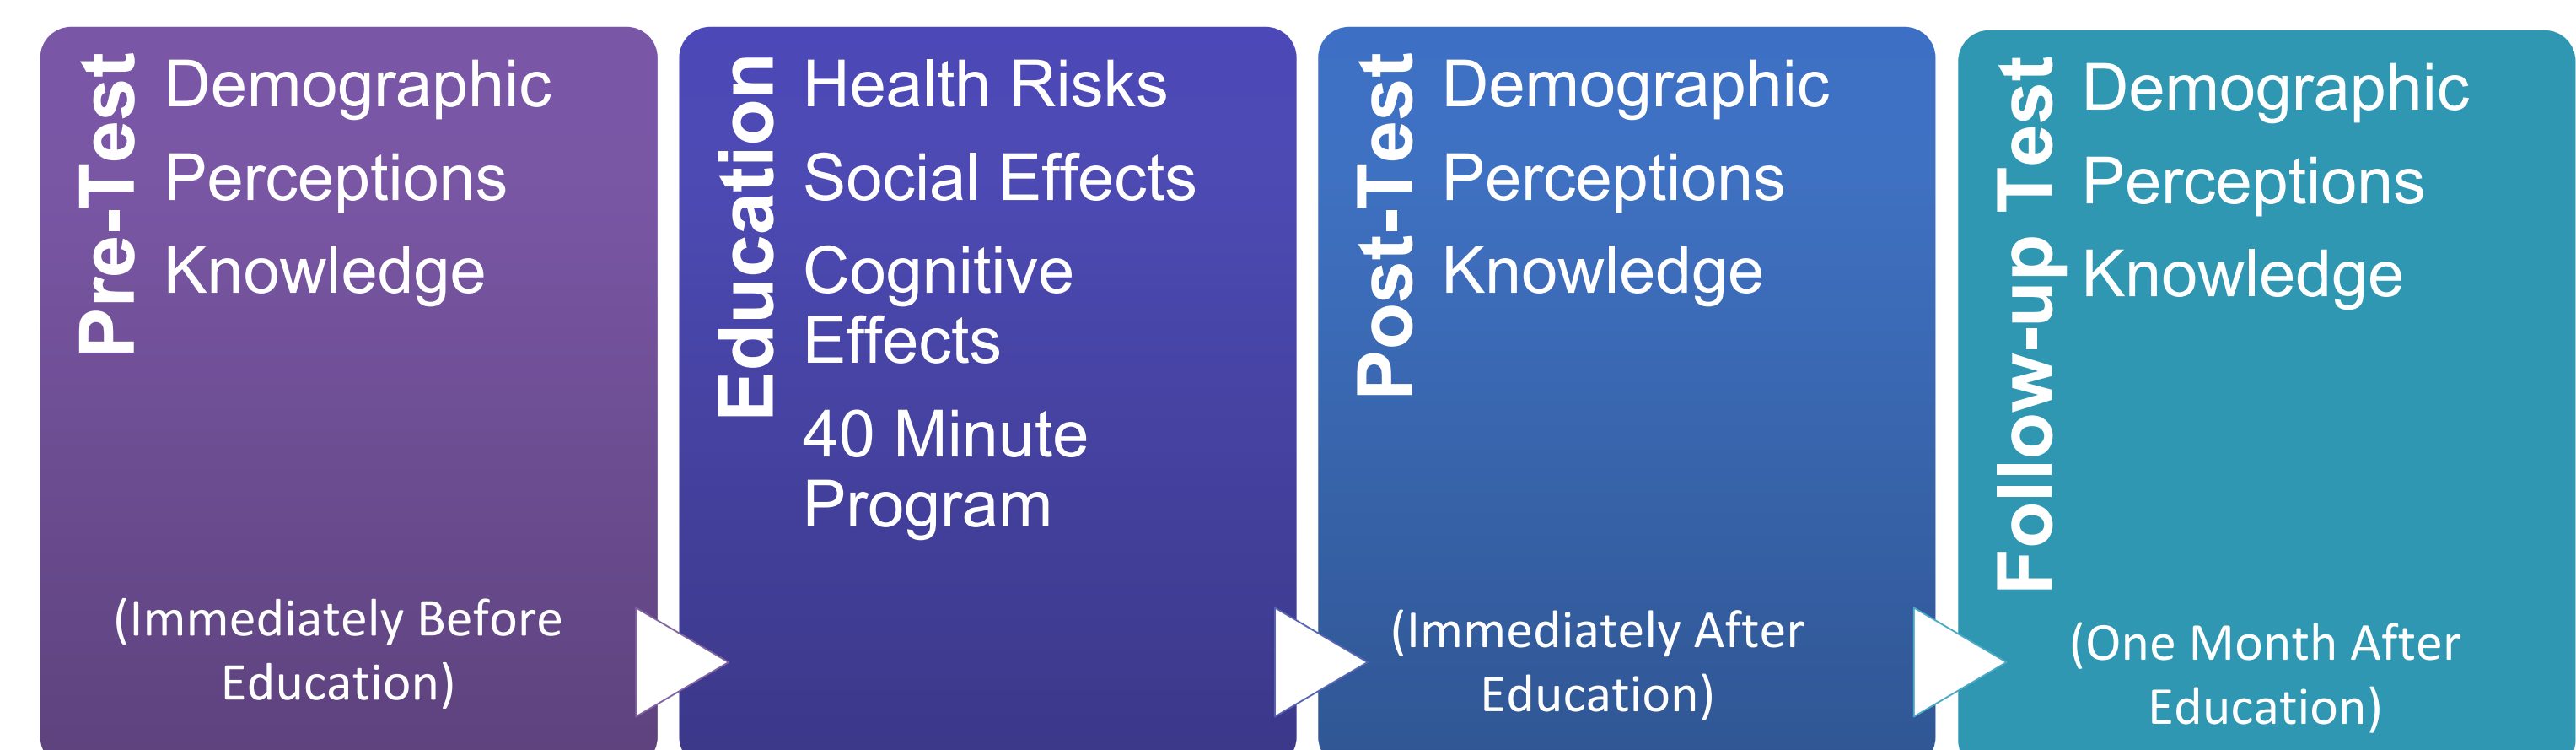 Pre-Test
Demographic
Perceptions
Knowledge
(Immediately Before
Education)
Education
Health Risks
Social Effects
Cognitive
Effects
40 Minute
Program
Post-Test
Demographic
Perceptions
Knowledge
(Immediately After
Education)
Follow-up Test
Demographic
Perceptions
Knowledge
(One Month After
Education)